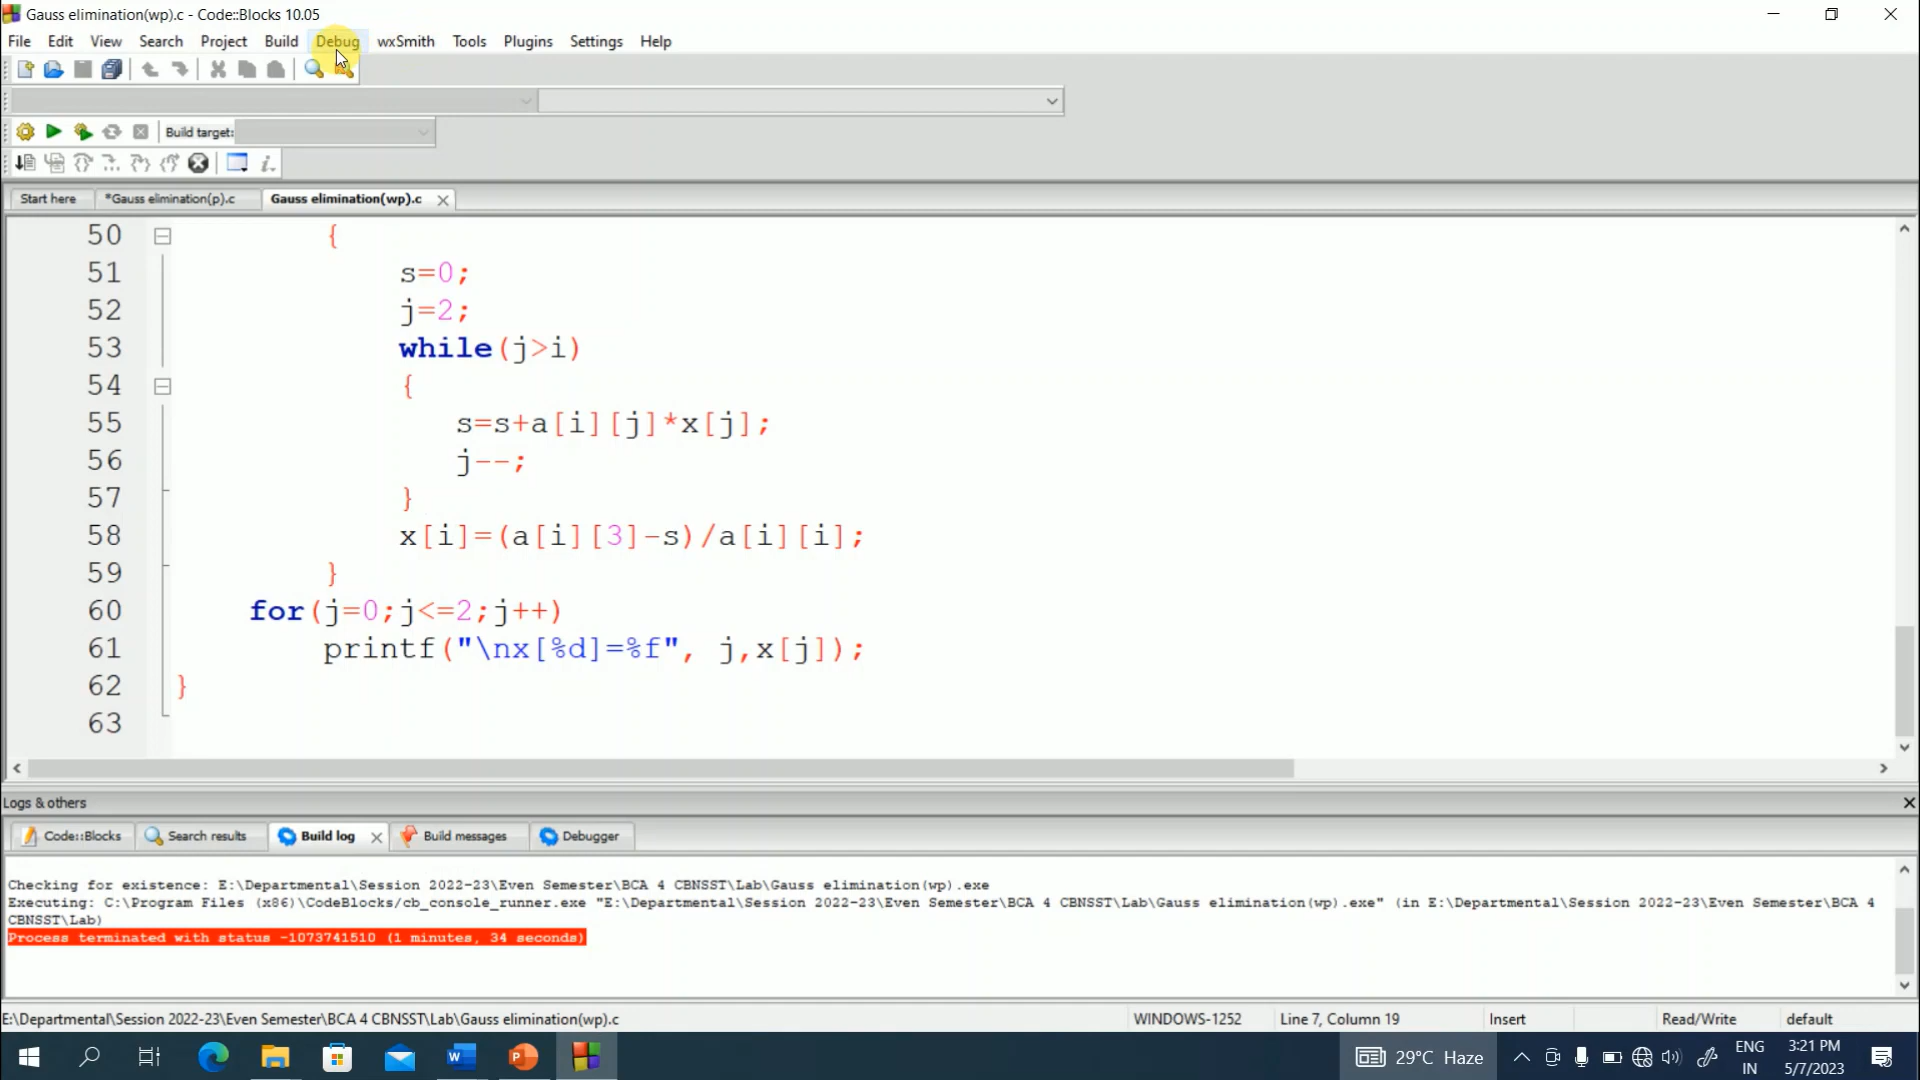 Gauss elimination(wp).c - Code::Blocks 10.05
File Edit View Search Project Build Debug wxSmith Tools Plugins Settings Help
Build target:
Start here *Gauss elimination(p).c Gauss elimination(wp).c
50 {
51 s=0;
52 j=2;
53 while(j>i)
54 {
55 s=s+a[i][j]*x[j];
56 j--;
57 }
58 x[i]=(a[i][3]-s)/a[i][i];
59 }
60 for(j=0;j<=2;j++)
61 printf("\nx[%d]=%f", j,x[j]);
62 }
63
Logs & others
Code::Blocks Search results Build log Build messages Debugger
Checking for existence: E:\Departmental\Session 2022-23\Even Semester\BCA 4 CBNSST\Lab\Gauss elimination(wp).exe
Executing: C:\Program Files (x86)\CodeBlocks/cb_console_runner.exe "E:\Departmental\Session 2022-23\Even Semester\BCA 4 CBNSST\Lab\Gauss elimination(wp).exe" (in E:\Departmental\Session 2022-23\Even Semester\BCA 4
CBNSST\Lab)
Process terminated with status -1073741510 (1 minutes, 34 seconds)
E:\Departmental\Session 2022-23\Even Semester\BCA 4 CBNSST\Lab\Gauss elimination(wp).c WINDOWS-1252 Line 7, Column 19 Insert Read/Write default
29°C Haze ENG IN 3:21 PM 5/7/2023